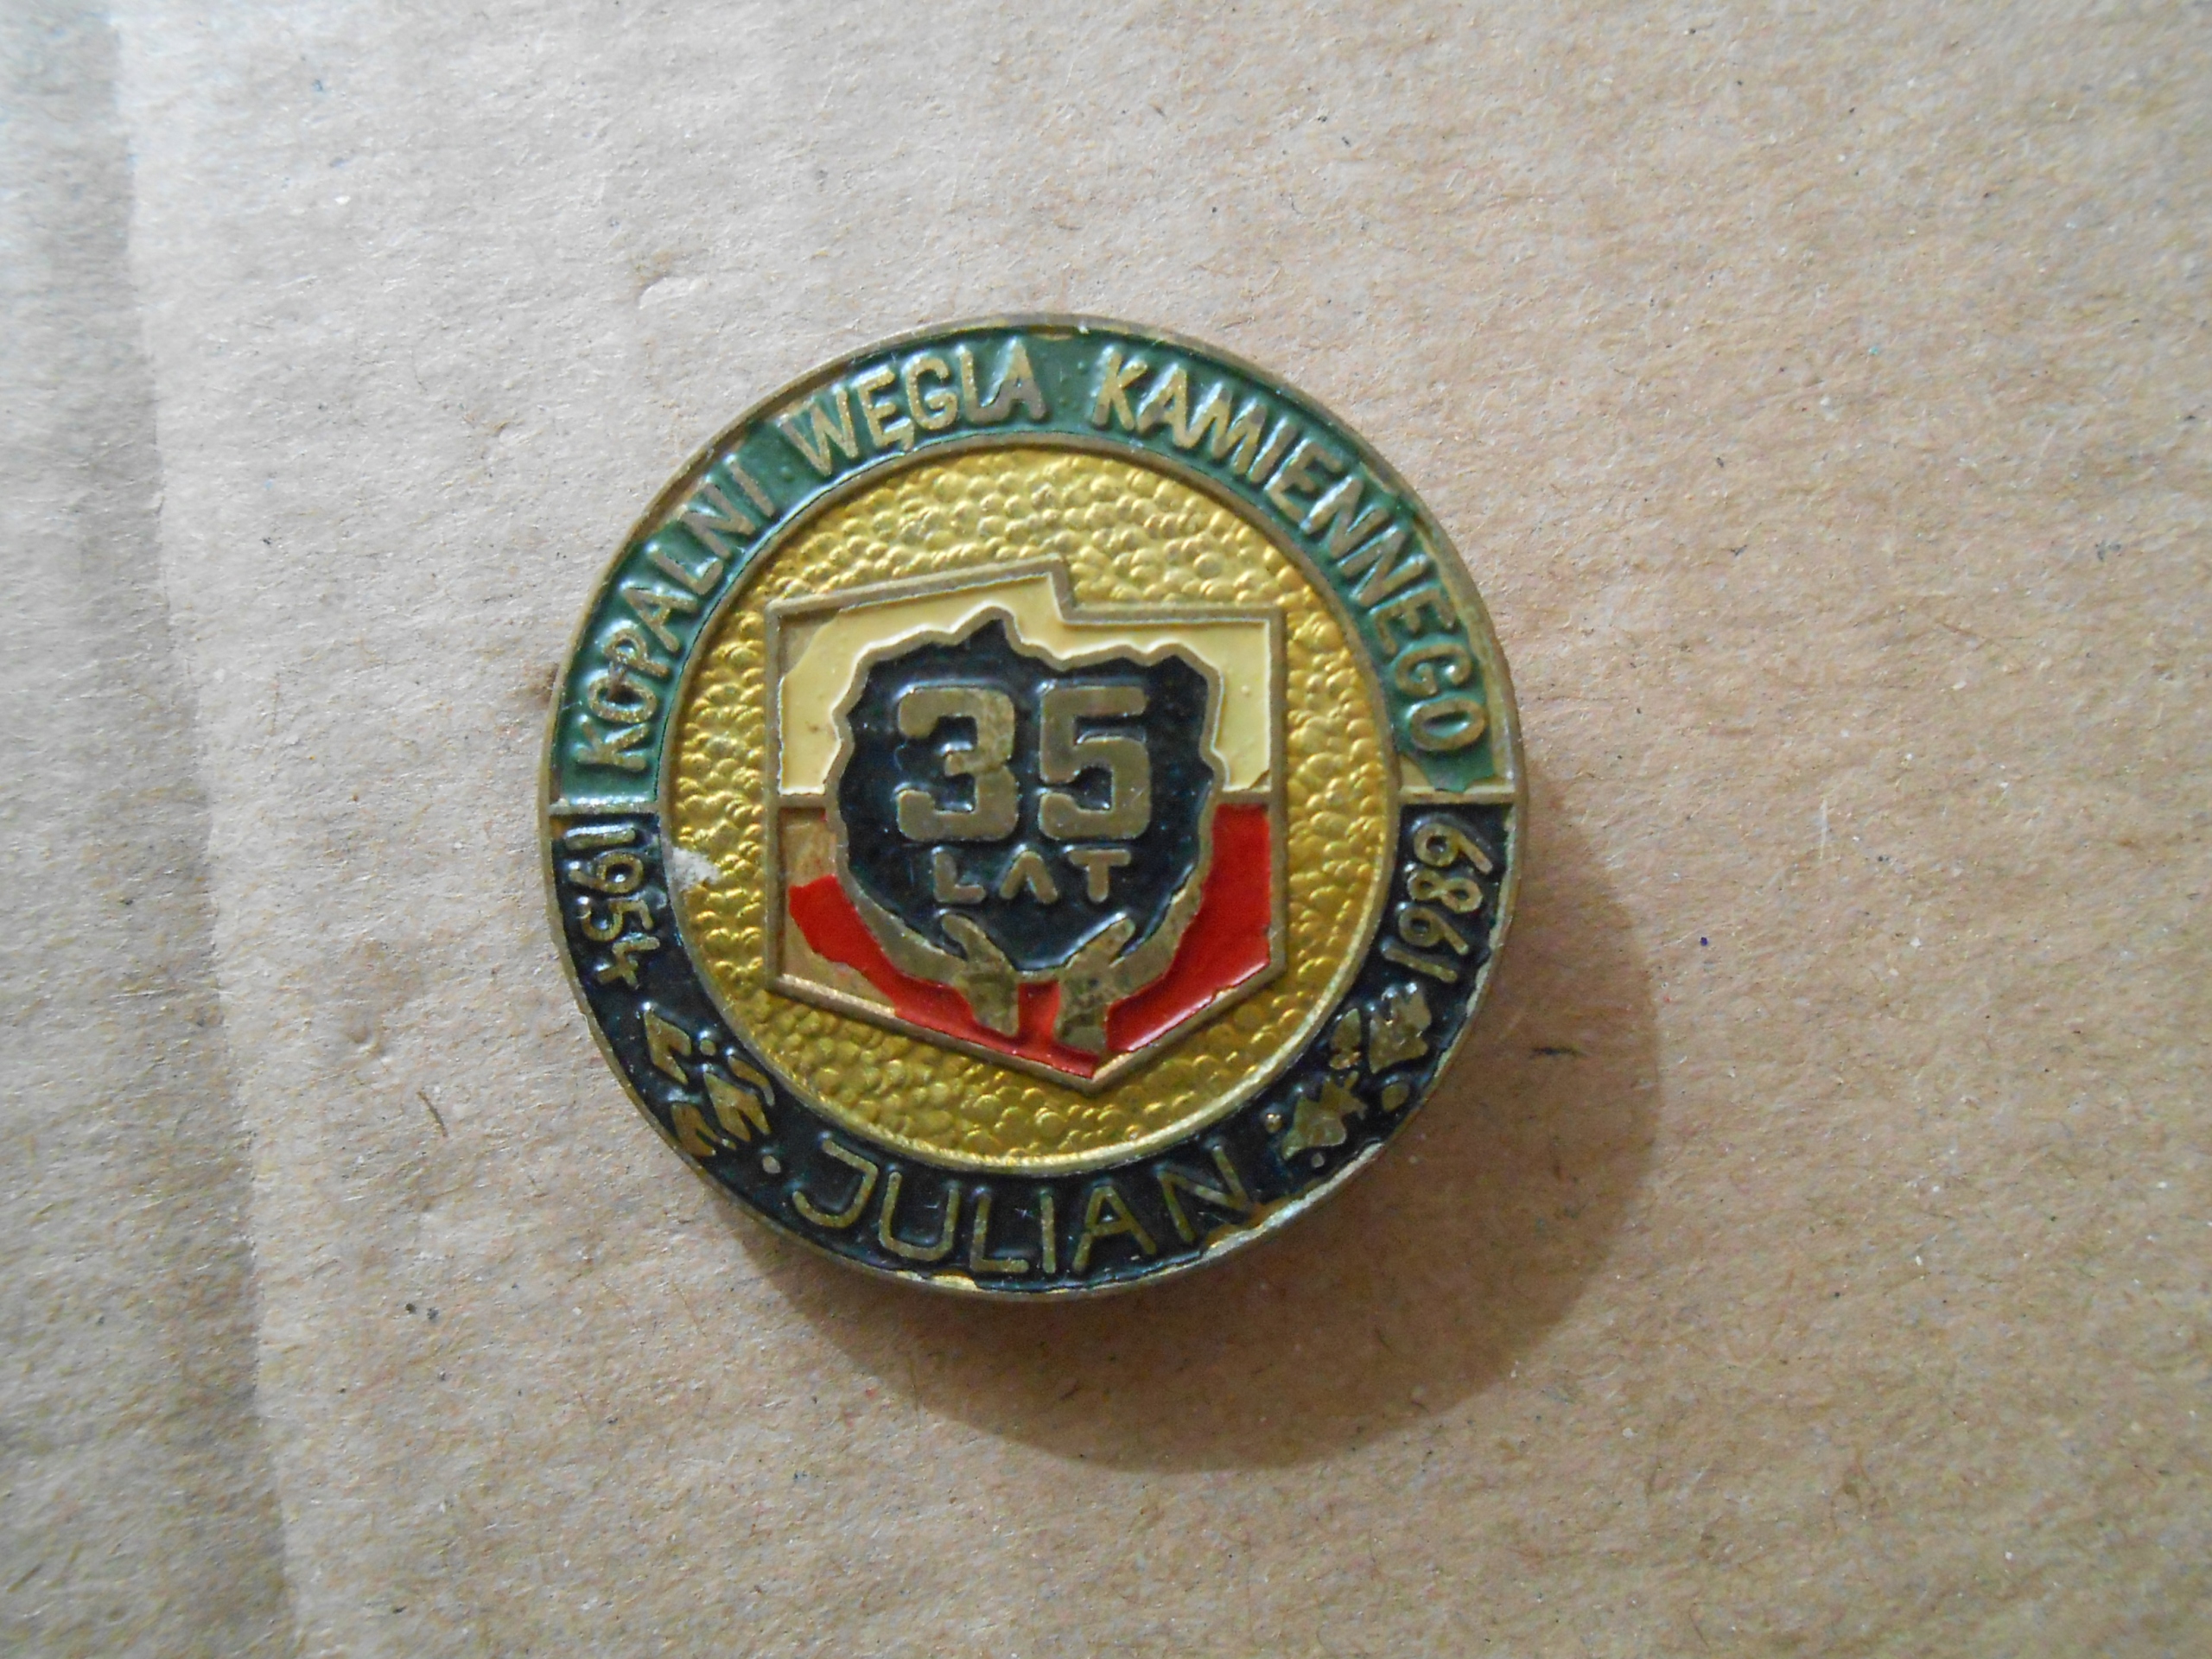 KOPALNI WĘGLA KAMIENNEGO
35
LAT
1954
JULIAN
1989